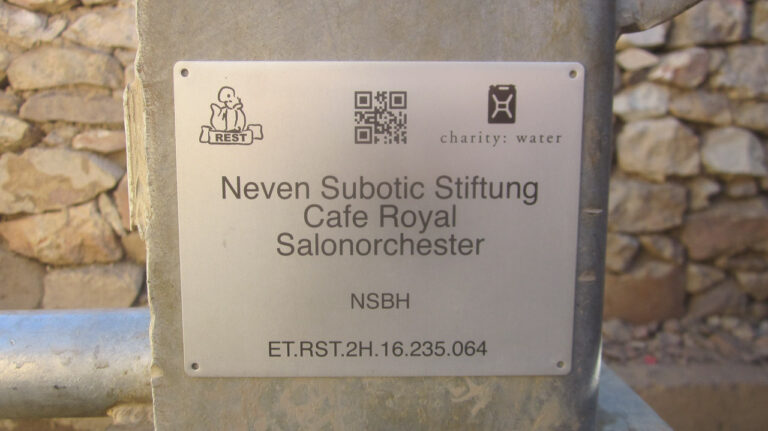 REST
charity: water
Neven Subotic Stiftung
Cafe Royal
Salonorchester
NSBH
ET.RST.2H.16.235.064